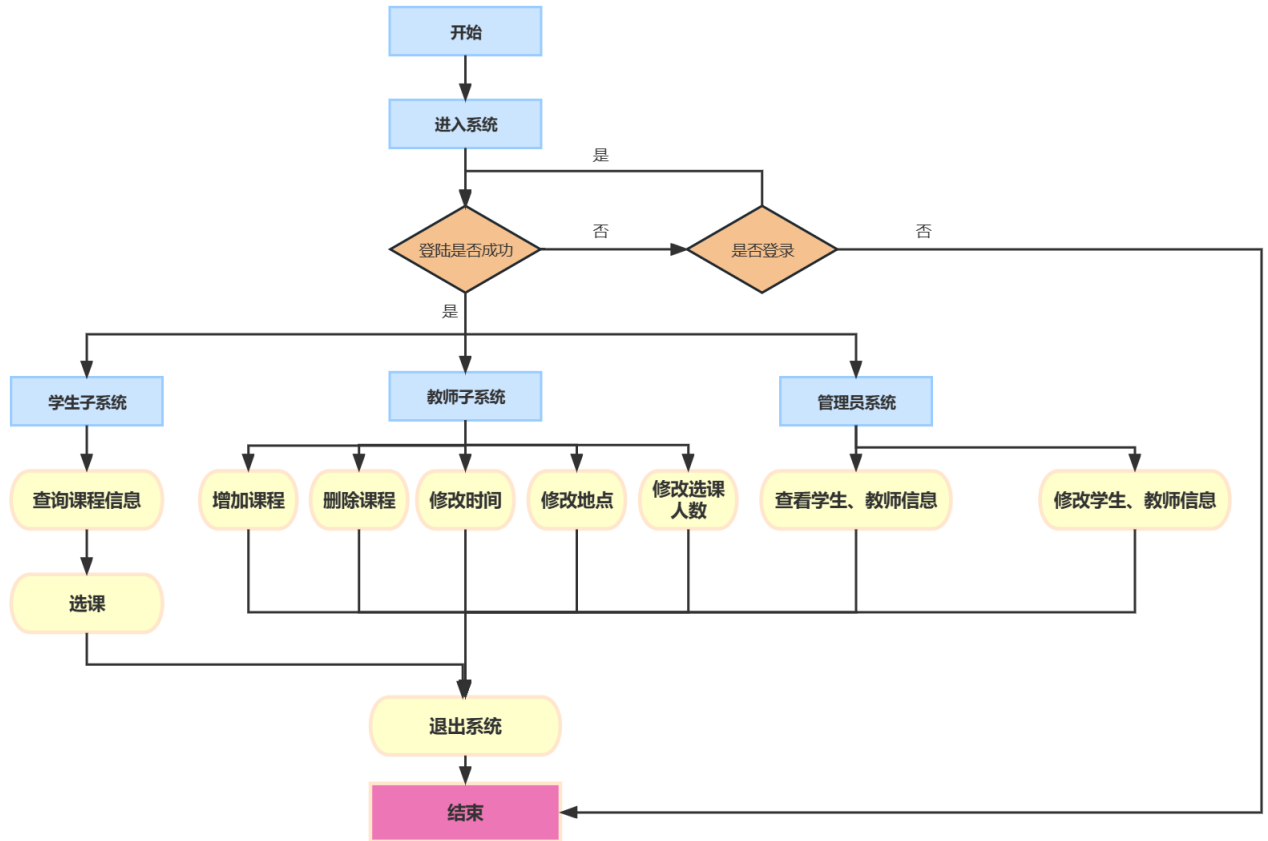 开始
进入系统
是
登陆是否成功
否
是否登录
否
是
学生子系统
教师子系统
管理员系统
查询课程信息
增加课程
删除课程
修改时间
修改地点
修改选课
人数
查看学生、教师信息
修改学生、教师信息
选课
退出系统
结束